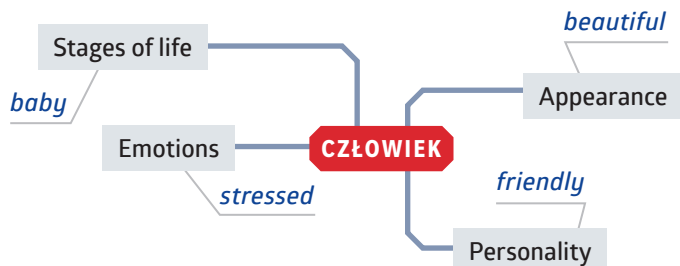 beautiful
Stages of life
baby
Appearance
Emotions
CZŁOWIEK
stressed
friendly
Personality